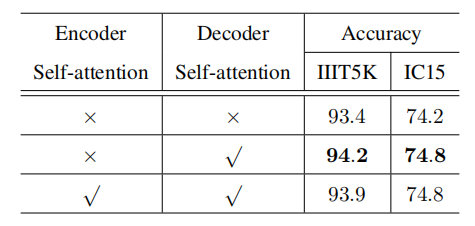 Encoder Decoder Accuracy
Self-attention Self-attention IIIT5K IC15
× × 93.4 74.2
× √ 94.2 74.8
√ √ 93.9 74.8